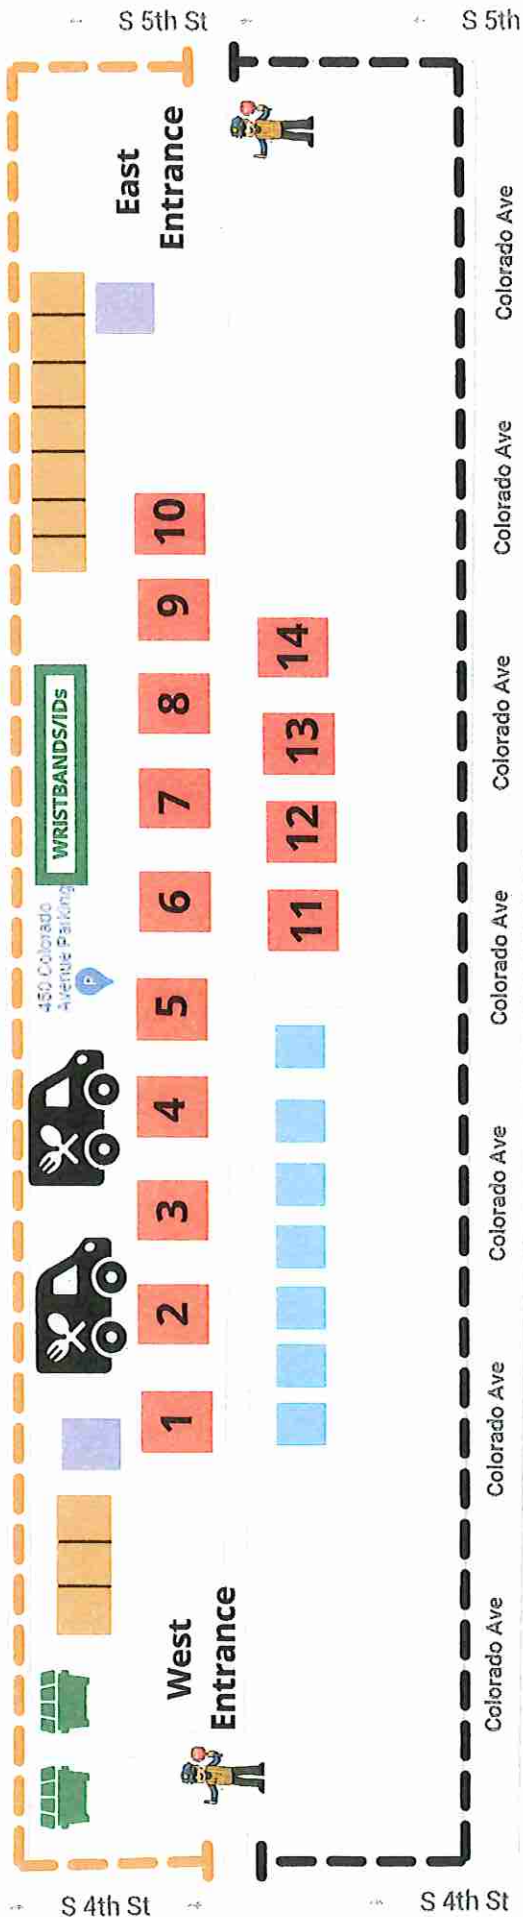 S 5th St
S 5th
East
Entrance
Colorado Ave
Colorado Ave
10
9
14
WRISTBANDS/IDs
8
13
Colorado Ave
7
12
450 Colorado
Avenue Parking
P
6
11
Colorado Ave
5
4
3
Colorado Ave
2
1
Colorado Ave
West
Entrance
Colorado Ave
S 4th St
S 4th St